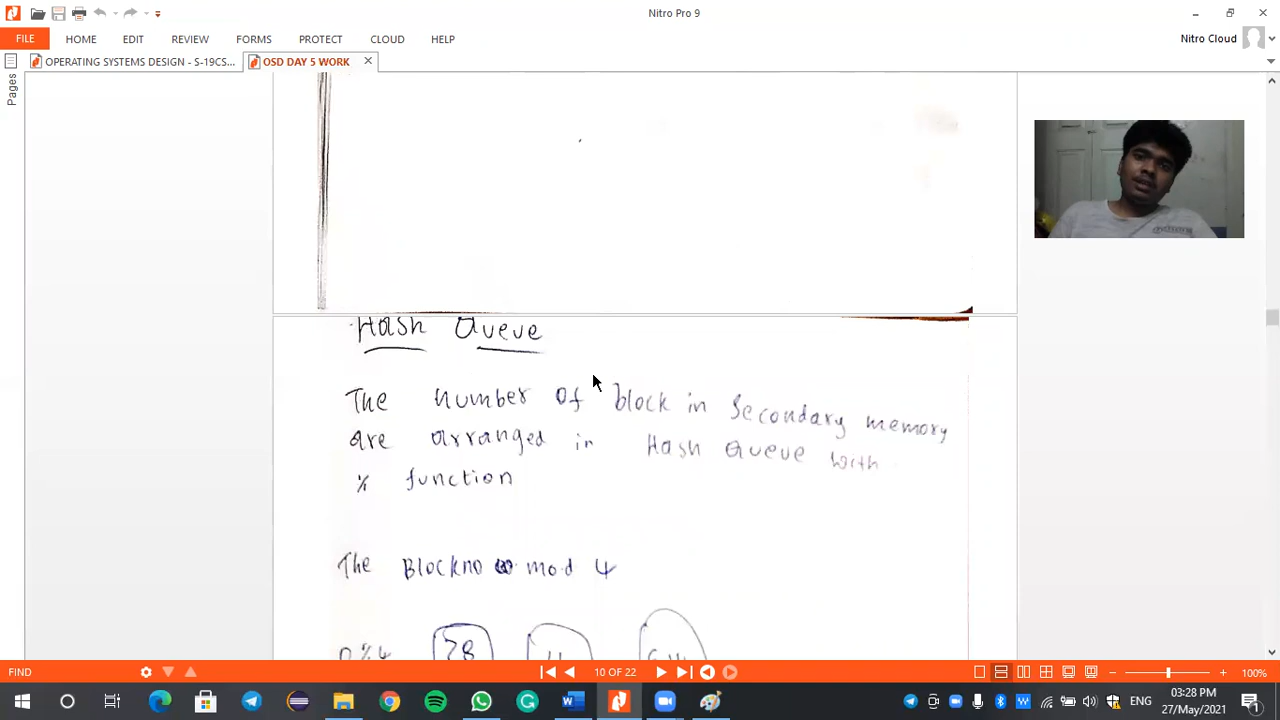 Nitro Pro 9
FILE
HOME
EDIT
REVIEW
FORMS
PROTECT
CLOUD
HELP
Nitro Cloud
OPERATING SYSTEMS DESIGN - S-19CS...
OSD DAY 5 WORK
Pages
Hash Queue
The number of block in Secondary memory
are arranged in Hash Queue with
% function
The Blockno mod 4
0 % 4 28 4 64
FIND
10 OF 22
100%
ENG
03:28 PM
27/May/2021